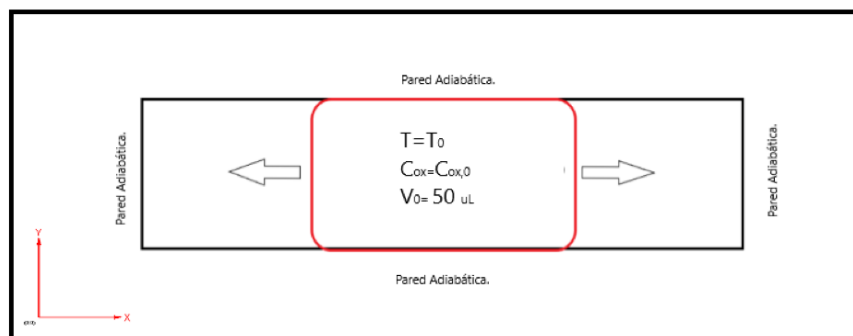 Pared Adiabática.
Pared Adiabática.
T=T0
Cox=Cox,0
V0= 50 uL
Pared Adiabática.
Pared Adiabática.
Y
X